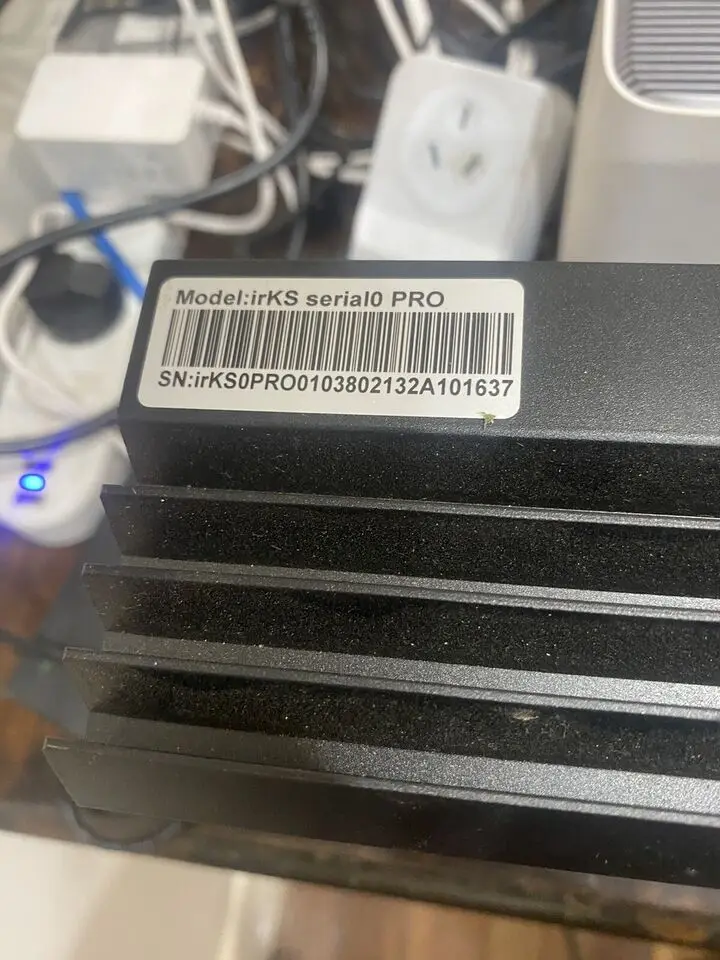 Model:irKS serial0 PRO
SN:irKS0PRO0103802132A101637